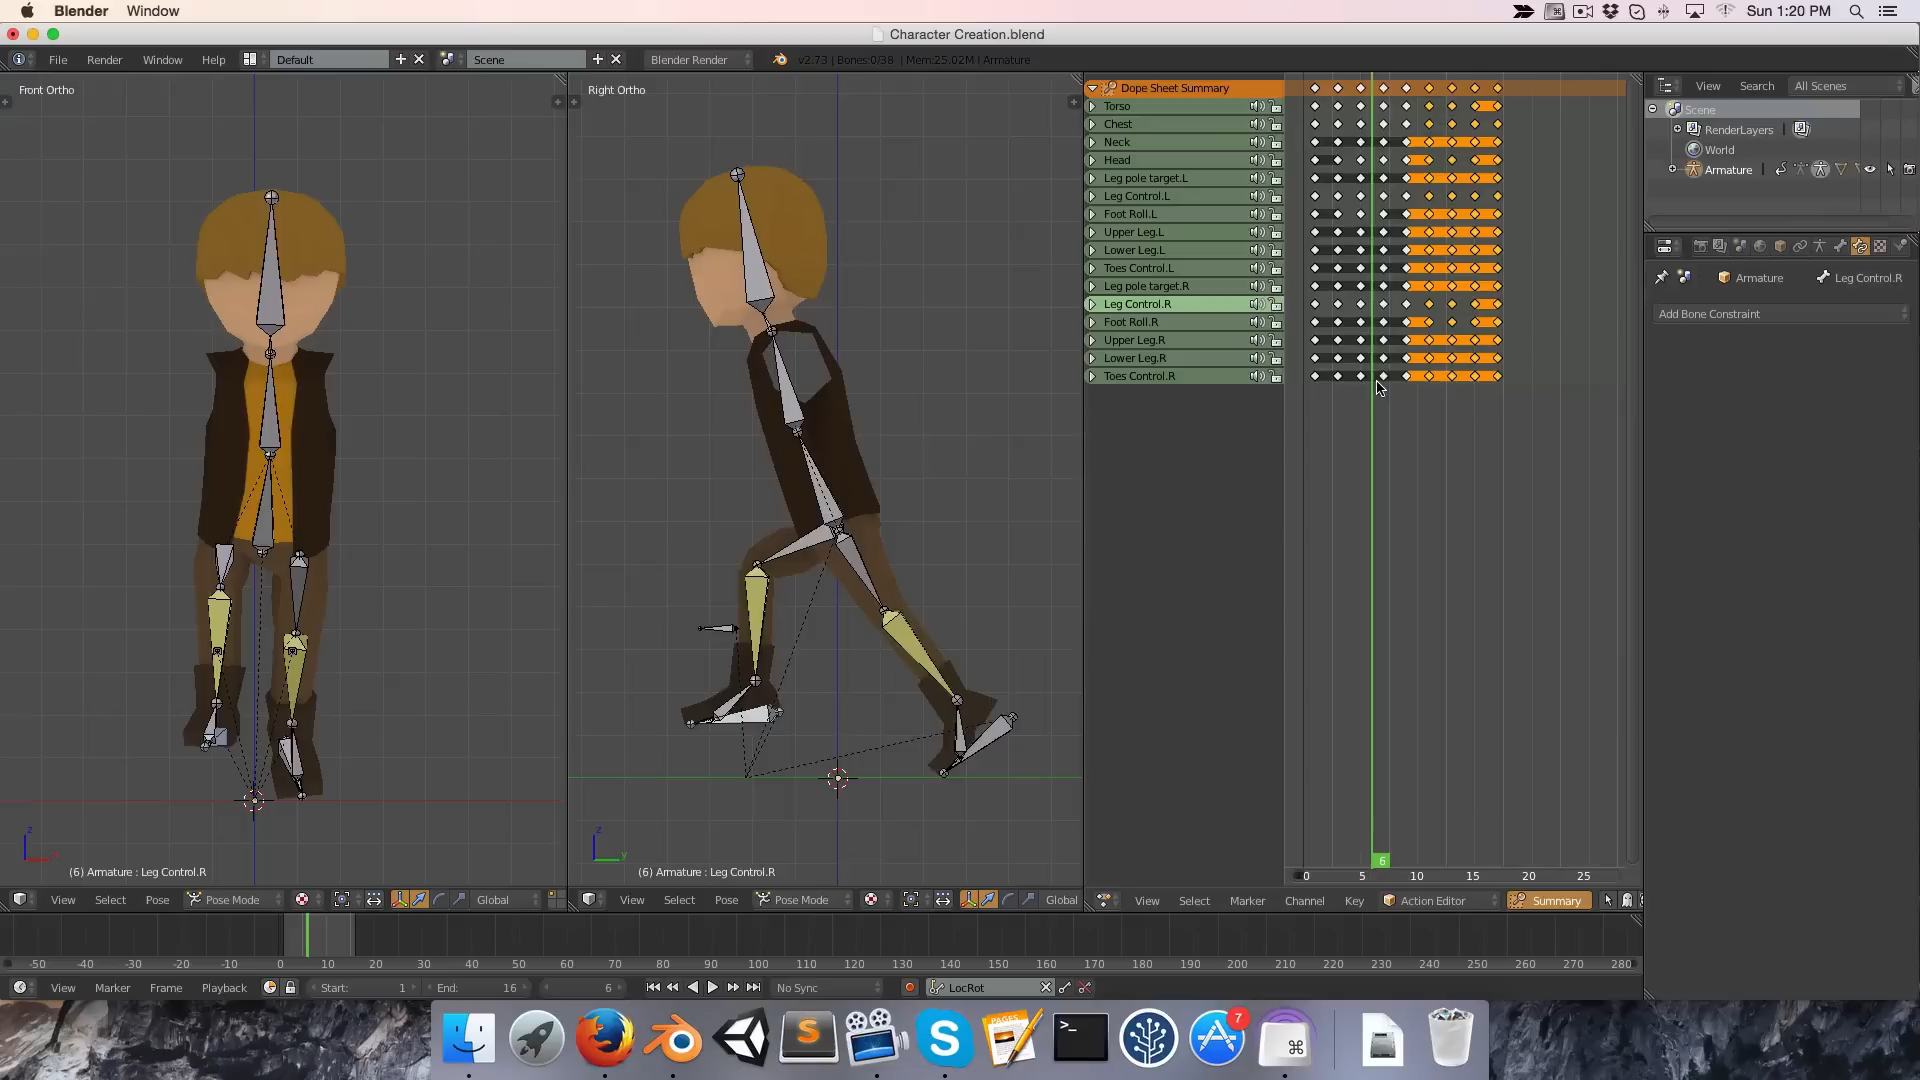 Blender Window Sun 1:20 PM
Character Creation.blend
File Render Window Help Default Scene Blender Render v2.73 | Bones:0/38 | Mem:25.02M | Armature
Front Ortho
Right Ortho
Dope Sheet Summary
Torso
Chest
Neck
Head
Leg pole target.L
Leg Control.L
Foot Roll.L
Upper Leg.L
Lower Leg.L
Toes Control.L
Leg pole target.R
Leg Control.R
Foot Roll.R
Upper Leg.R
Lower Leg.R
Toes Control.R
6
0 5 10 15 20 25
View Search All Scenes
Scene
RenderLayers
World
Armature
Armature Leg Control.R
Add Bone Constraint
z
x
(6) Armature : Leg Control.R
z
y
(6) Armature : Leg Control.R
View Select Pose Pose Mode Global
View Select Pose Pose Mode Global
View Select Marker Channel Key Action Editor Summary
-50 -40 -30 -20 -10 0 10 20 30 40 50 60 70 80 90 100 110 120 130 140 150 160 170 180 190 200 210 220 230 240 250 260 270 280
View Marker Frame Playback Start: 1 End: 16 6 No Sync LocRot
S
S
PAGES
>_
7
⌘